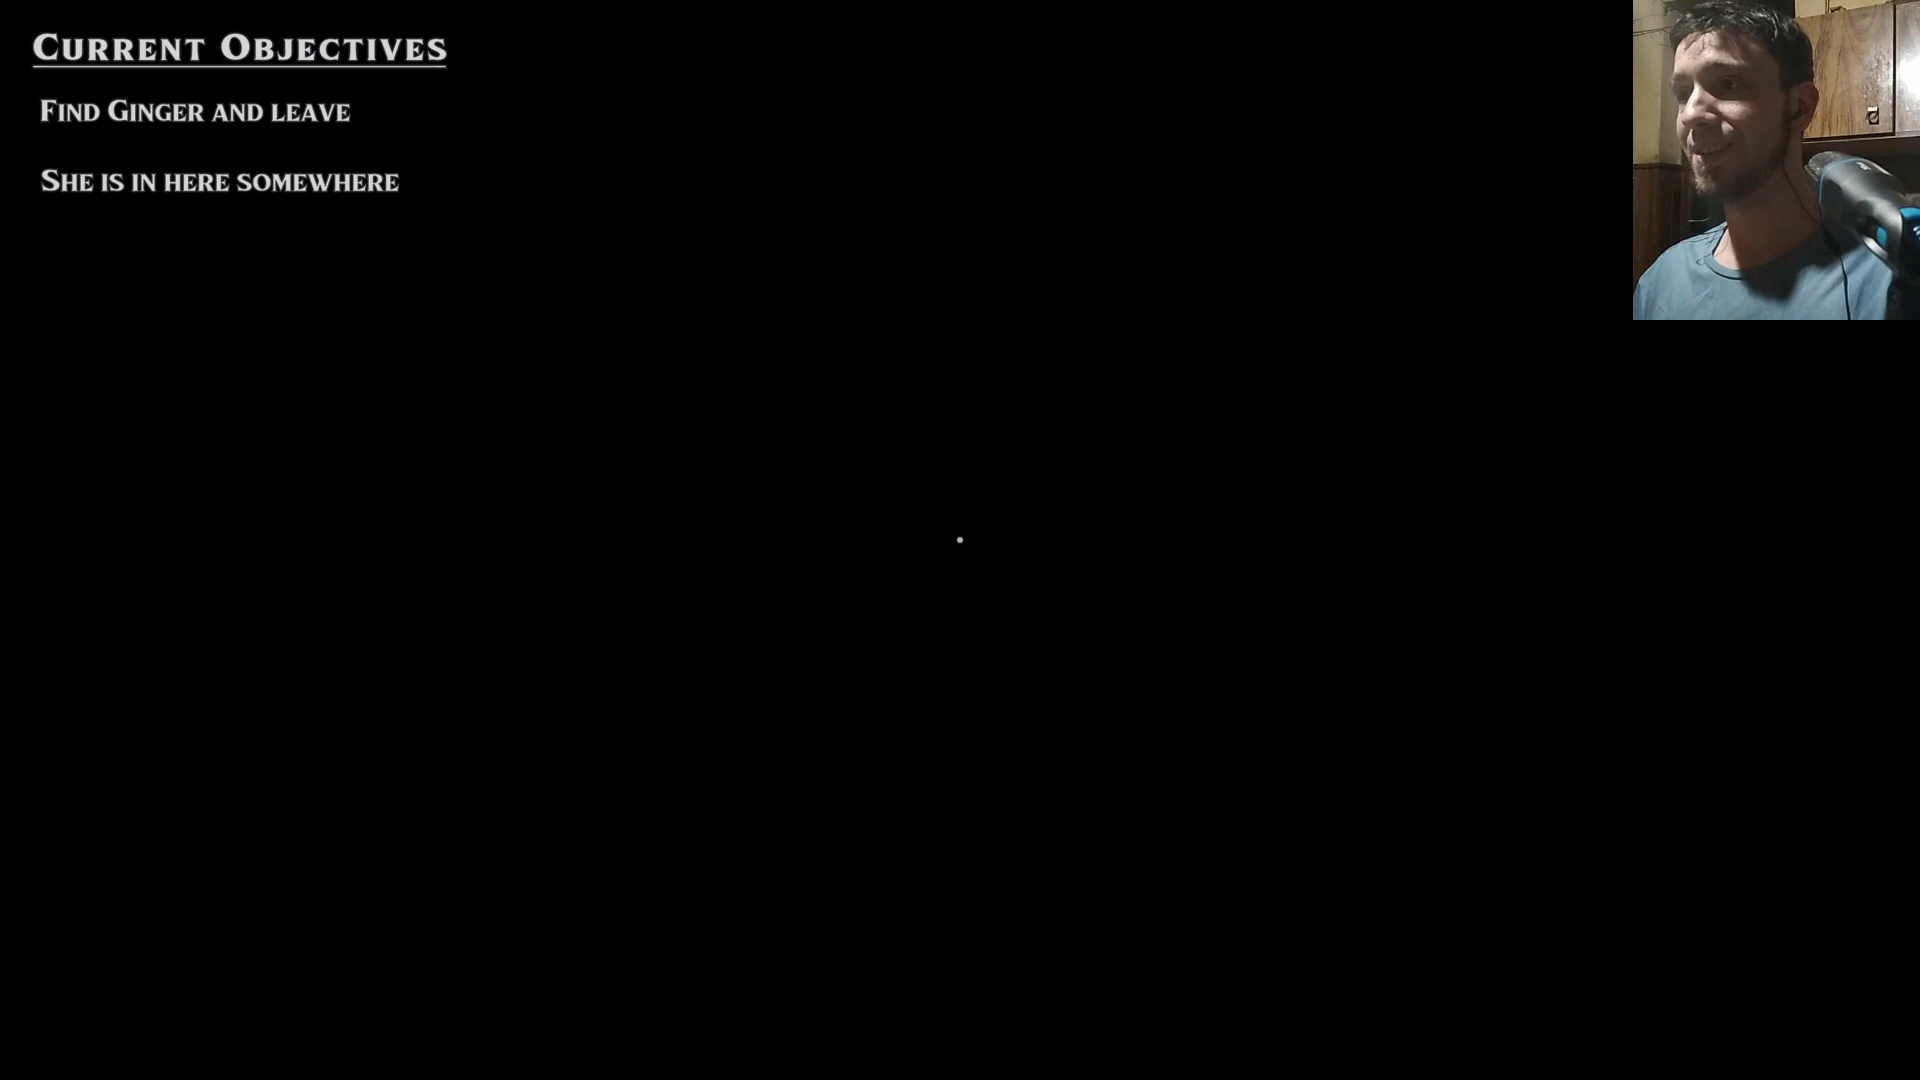 Current Objectives
Find Ginger and leave
She is in here somewhere